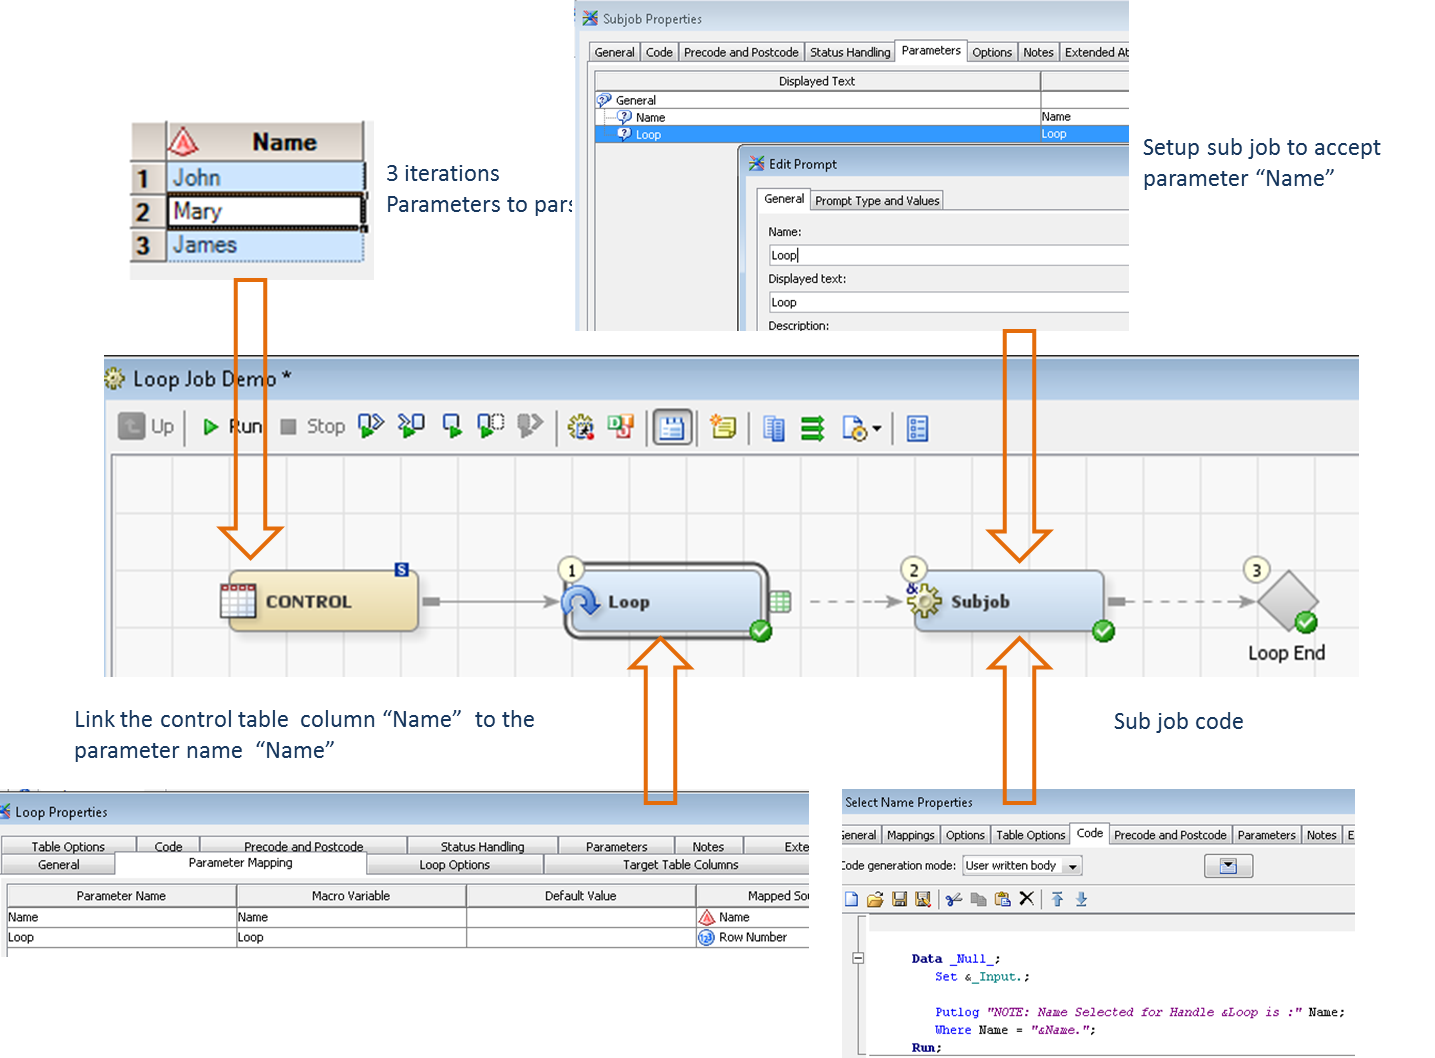 Subjob Properties
General Code Precode and Postcode Status Handling Parameters Options Notes Extended At
Displayed Text
General
Name Name
Loop Loop
Edit Prompt
General Prompt Type and Values
Name:
Loop
Displayed text:
Loop
Description:
Name
1 John
2 Mary
3 James
3 iterations
Parameters to pars
Setup sub job to accept
parameter “Name”
Loop Job Demo *
Up Run Stop
S
CONTROL
1
Loop
2
&
Subjob
3
Loop End
Link the control table column “Name” to the
parameter name “Name”
Sub job code
Loop Properties
Table Options Code Precode and Postcode Status Handling Parameters Notes Exte
General Parameter Mapping Loop Options Target Table Columns
Parameter Name Macro Variable Default Value Mapped Sou
Name Name Name
Loop Loop 123 Row Number
Select Name Properties
General Mappings Options Table Options Code Precode and Postcode Parameters Notes E
Code generation mode: User written body
Data _Null_;
Set &_Input.;
Putlog "NOTE: Name Selected for Handle &Loop is :" Name;
Where Name = "&Name.";
Run;